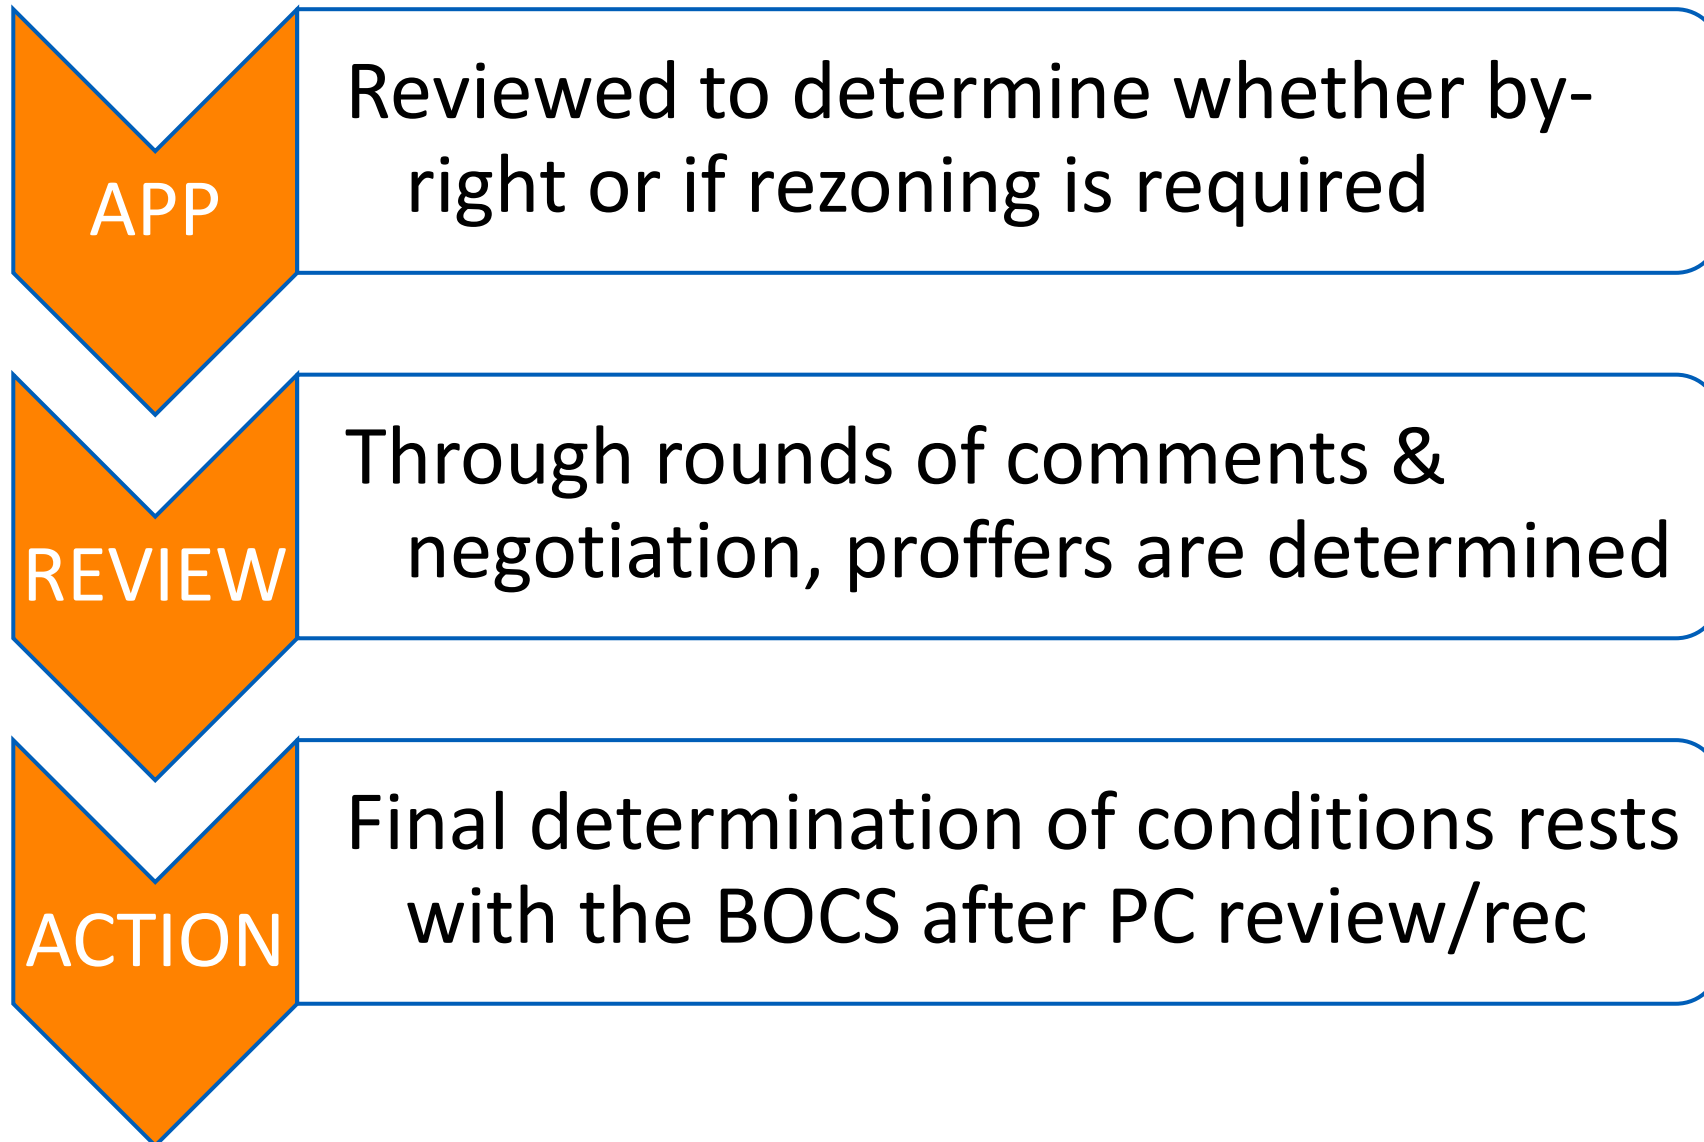 APP
Reviewed to determine whether by-
right or if rezoning is required
REVIEW
Through rounds of comments &
negotiation, proffers are determined
ACTION
Final determination of conditions rests
with the BOCS after PC review/rec